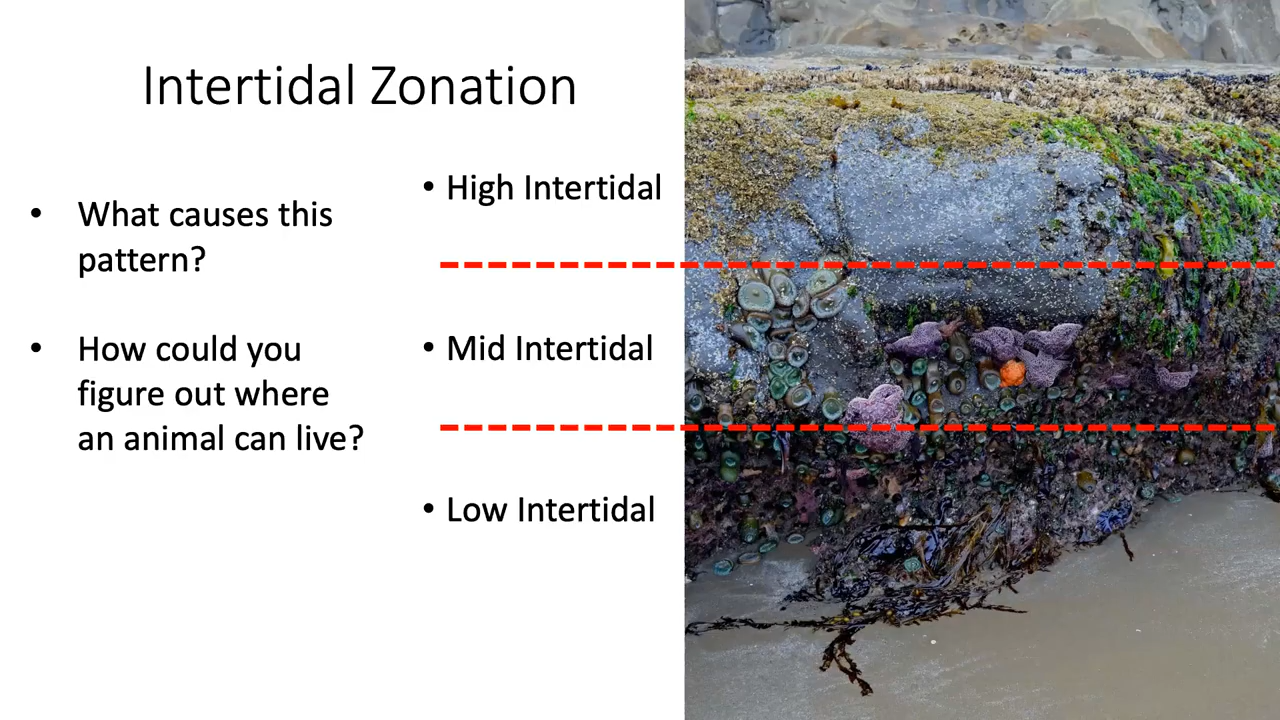 Intertidal Zonation
• What causes this
pattern?
• How could you
figure out where
an animal can live?
• High Intertidal
• Mid Intertidal
• Low Intertidal